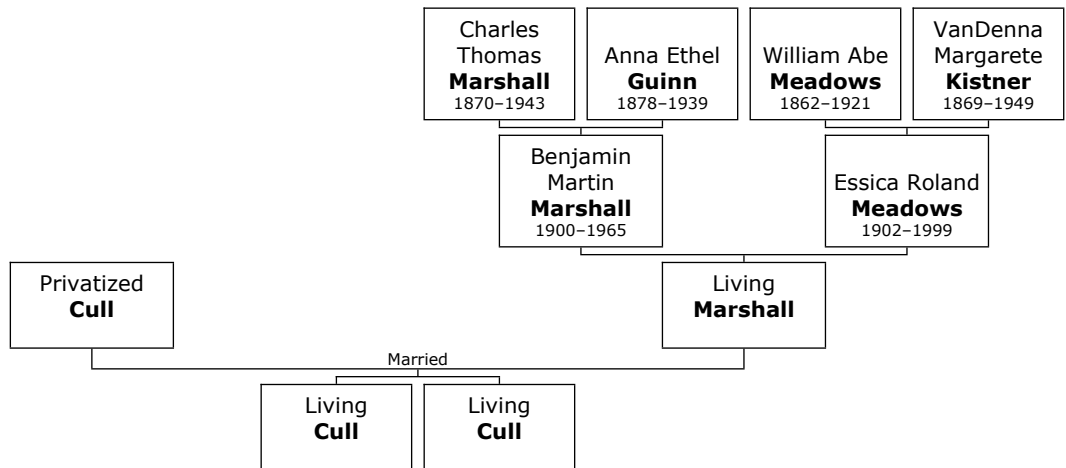 Charles
Thomas
Marshall
1870–1943
Anna Ethel
Guinn
1878–1939
William Abe
Meadows
1862–1921
VanDenna
Margarete
Kistner
1869–1949
Benjamin
Martin
Marshall
1900–1965
Essica Roland
Meadows
1902–1999
Privatized
Cull
Living
Marshall
Married
Living
Cull
Living
Cull